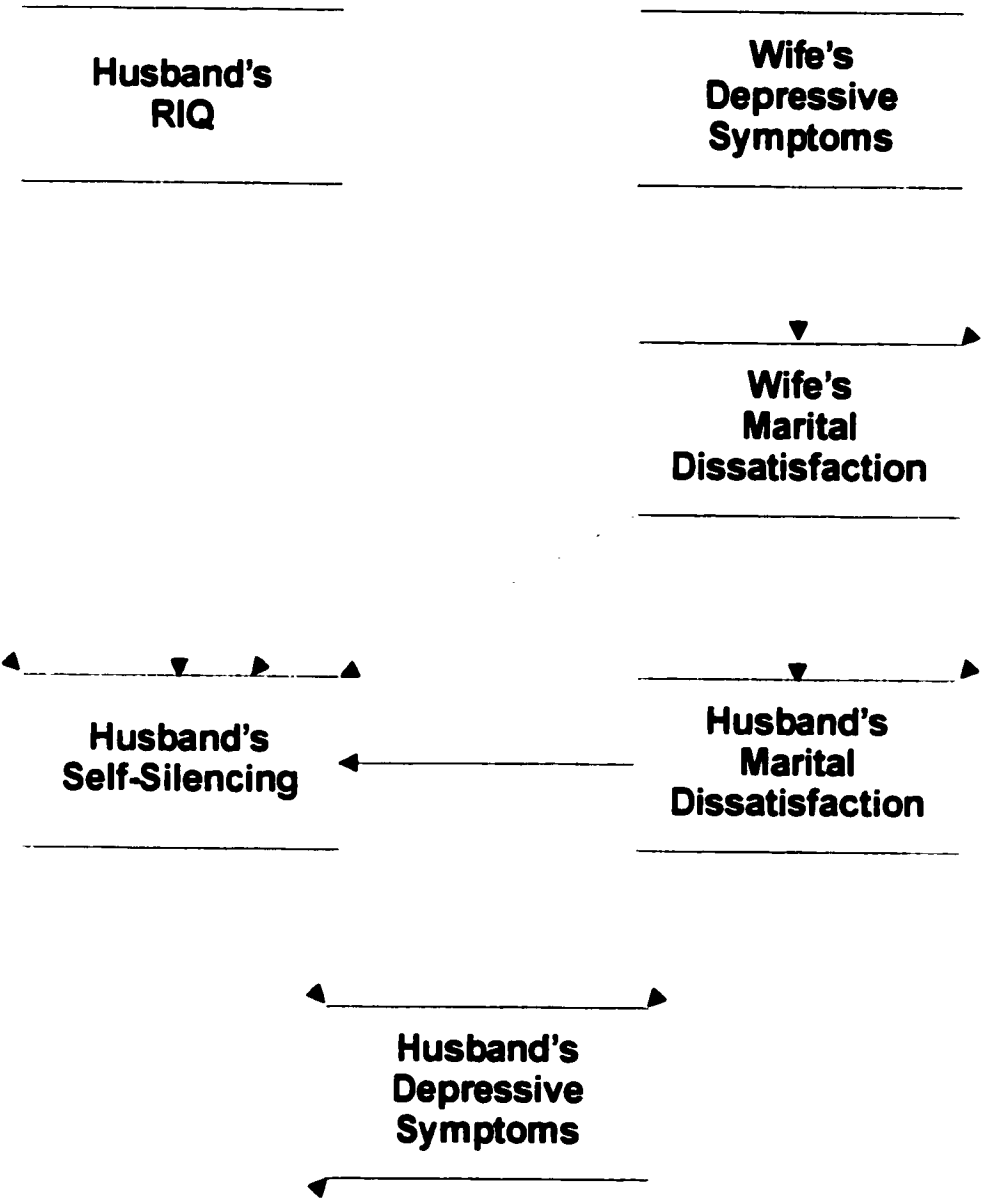 Husband's
RIQ
Wife's
Depressive
Symptoms
Wife's
Marital
Dissatisfaction
Husband's
Self-Silencing
Husband's
Marital
Dissatisfaction
Husband's
Depressive
Symptoms